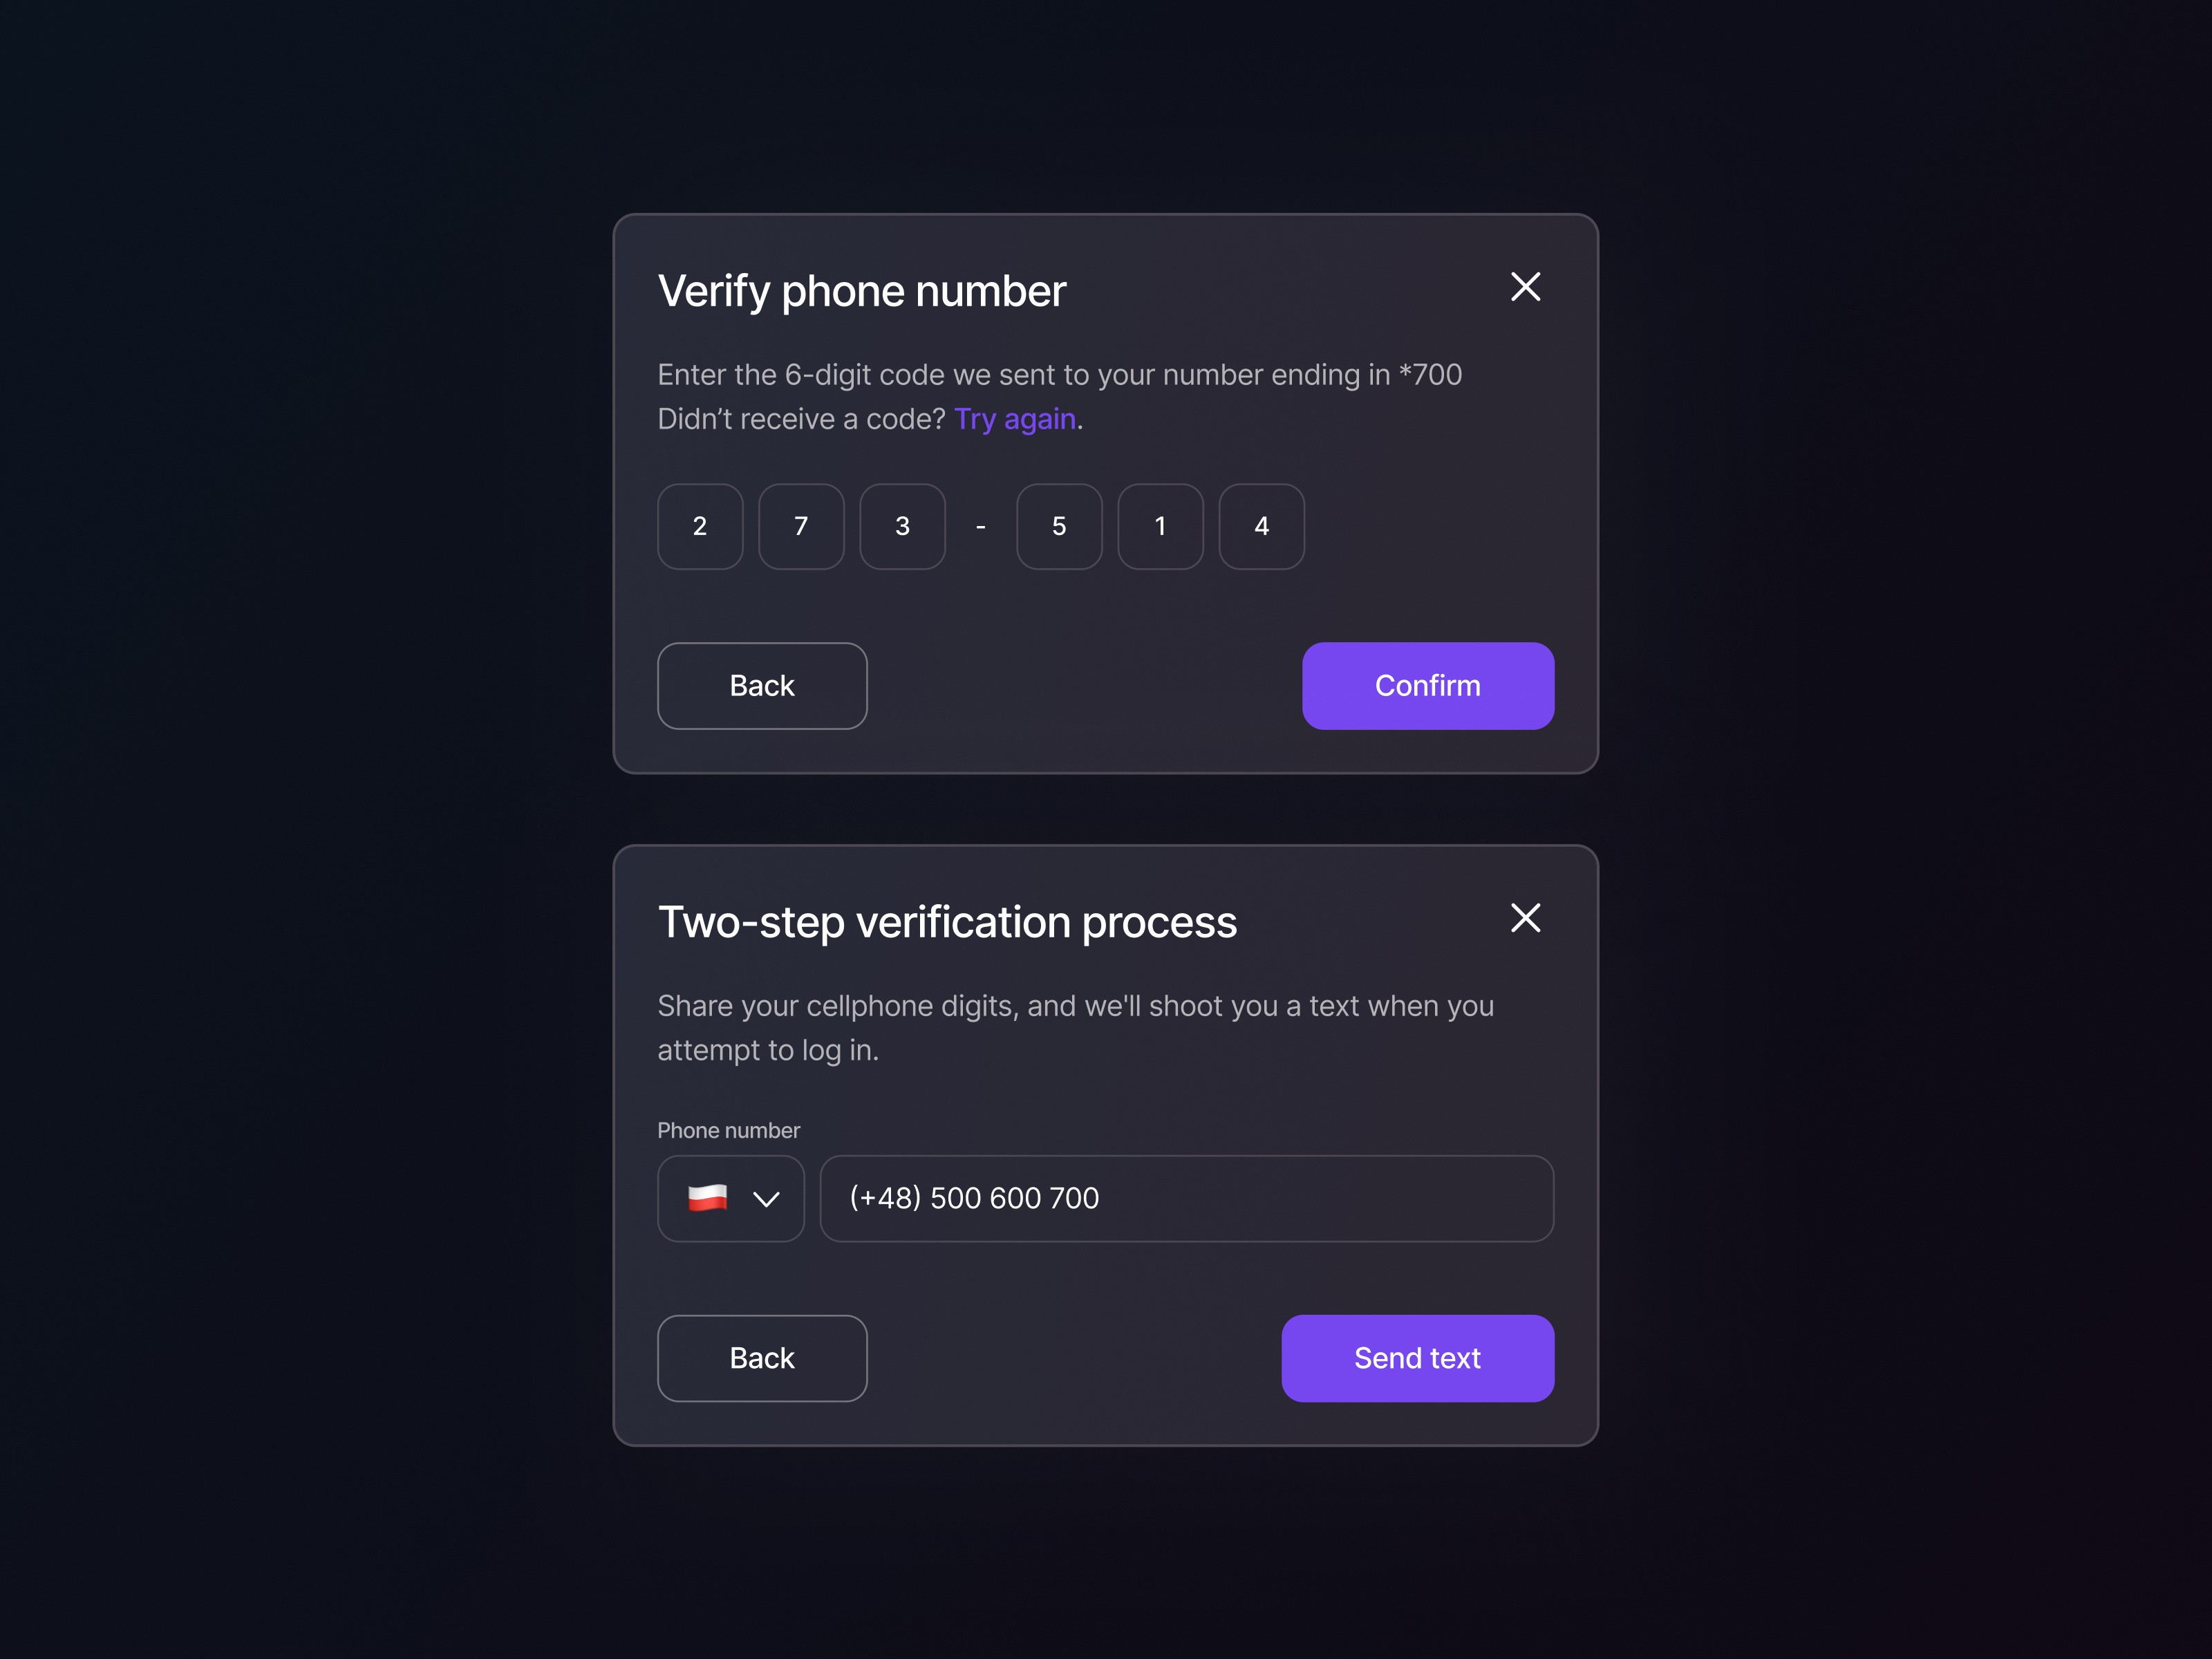 Verify phone number
Enter the 6-digit code we sent to your number ending in *700
Didn’t receive a code? Try again.
2 7 3 - 5 1 4
Back Confirm
Two-step verification process
Share your cellphone digits, and we'll shoot you a text when you
attempt to log in.
Phone number
(+48) 500 600 700
Back Send text